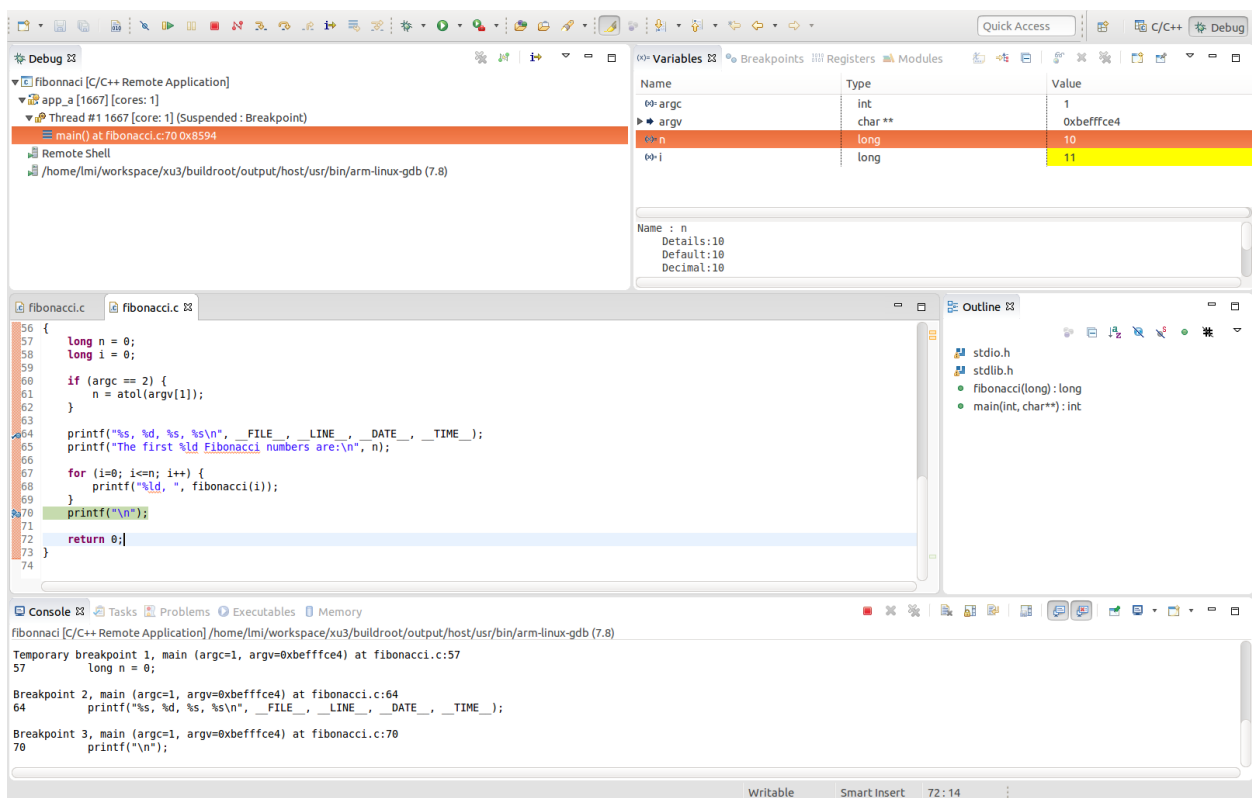 Quick Access
C/C++
Debug
Debug
fibonnaci [C/C++ Remote Application]
app_a [1667] [cores: 1]
Thread #1 1667 [core: 1] (Suspended : Breakpoint)
main() at fibonacci.c:70 0x8594
Remote Shell
/home/lmi/workspace/xu3/buildroot/output/host/usr/bin/arm-linux-gdb (7.8)
(x)= Variables Breakpoints Registers Modules
Name Type Value
(x)= argc int 1
argv char ** 0xbefffce4
(x)= n long 10
(x)= i long 11
Name : n
Details:10
Default:10
Decimal:10
fibonacci.c fibonacci.c
56 {
57 long n = 0;
58 long i = 0;
59
60 if (argc == 2) {
61 n = atol(argv[1]);
62 }
63
64 printf("%s, %d, %s, %s\n", __FILE__, __LINE__, __DATE__, __TIME__);
65 printf("The first %ld Fibonacci numbers are:\n", n);
66
67 for (i=0; i<=n; i++) {
68 printf("%ld, ", fibonacci(i));
69 }
70 printf("\n");
71
72 return 0;
73 }
74
Outline
stdio.h
stdlib.h
fibonacci(long) : long
main(int, char**) : int
Console Tasks Problems Executables Memory
fibonnaci [C/C++ Remote Application] /home/lmi/workspace/xu3/buildroot/output/host/usr/bin/arm-linux-gdb (7.8)
Temporary breakpoint 1, main (argc=1, argv=0xbefffce4) at fibonacci.c:57
57 long n = 0;
Breakpoint 2, main (argc=1, argv=0xbefffce4) at fibonacci.c:64
64 printf("%s, %d, %s, %s\n", __FILE__, __LINE__, __DATE__, __TIME__);
Breakpoint 3, main (argc=1, argv=0xbefffce4) at fibonacci.c:70
70 printf("\n");
Writable Smart Insert 72 : 14